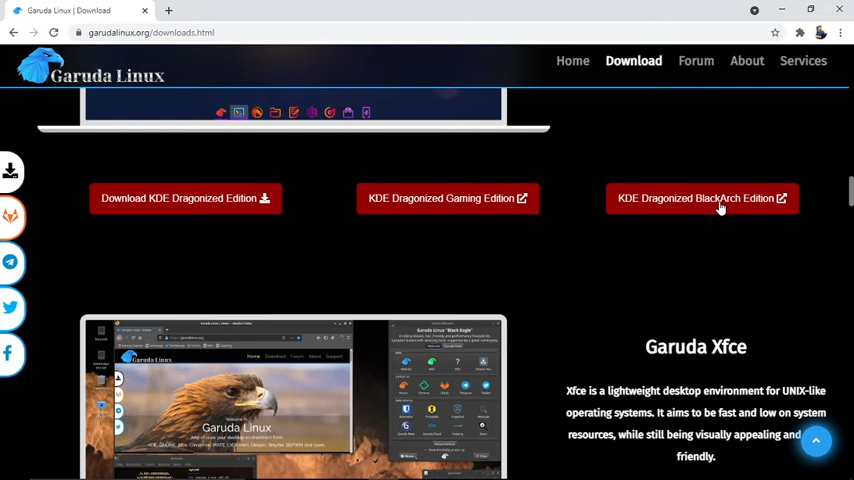 Garuda Linux | Download
garudalinux.org/downloads.html
Garuda Linux
Home Download Forum About Services
Download KDE Dragonized Edition
KDE Dragonized Gaming Edition
KDE Dragonized BlackArch Edition
Garuda Linux
Garuda Xfce
Xfce is a lightweight desktop environment for UNIX-like
operating systems. It aims to be fast and low on system
resources, while still being visually appealing and
friendly.